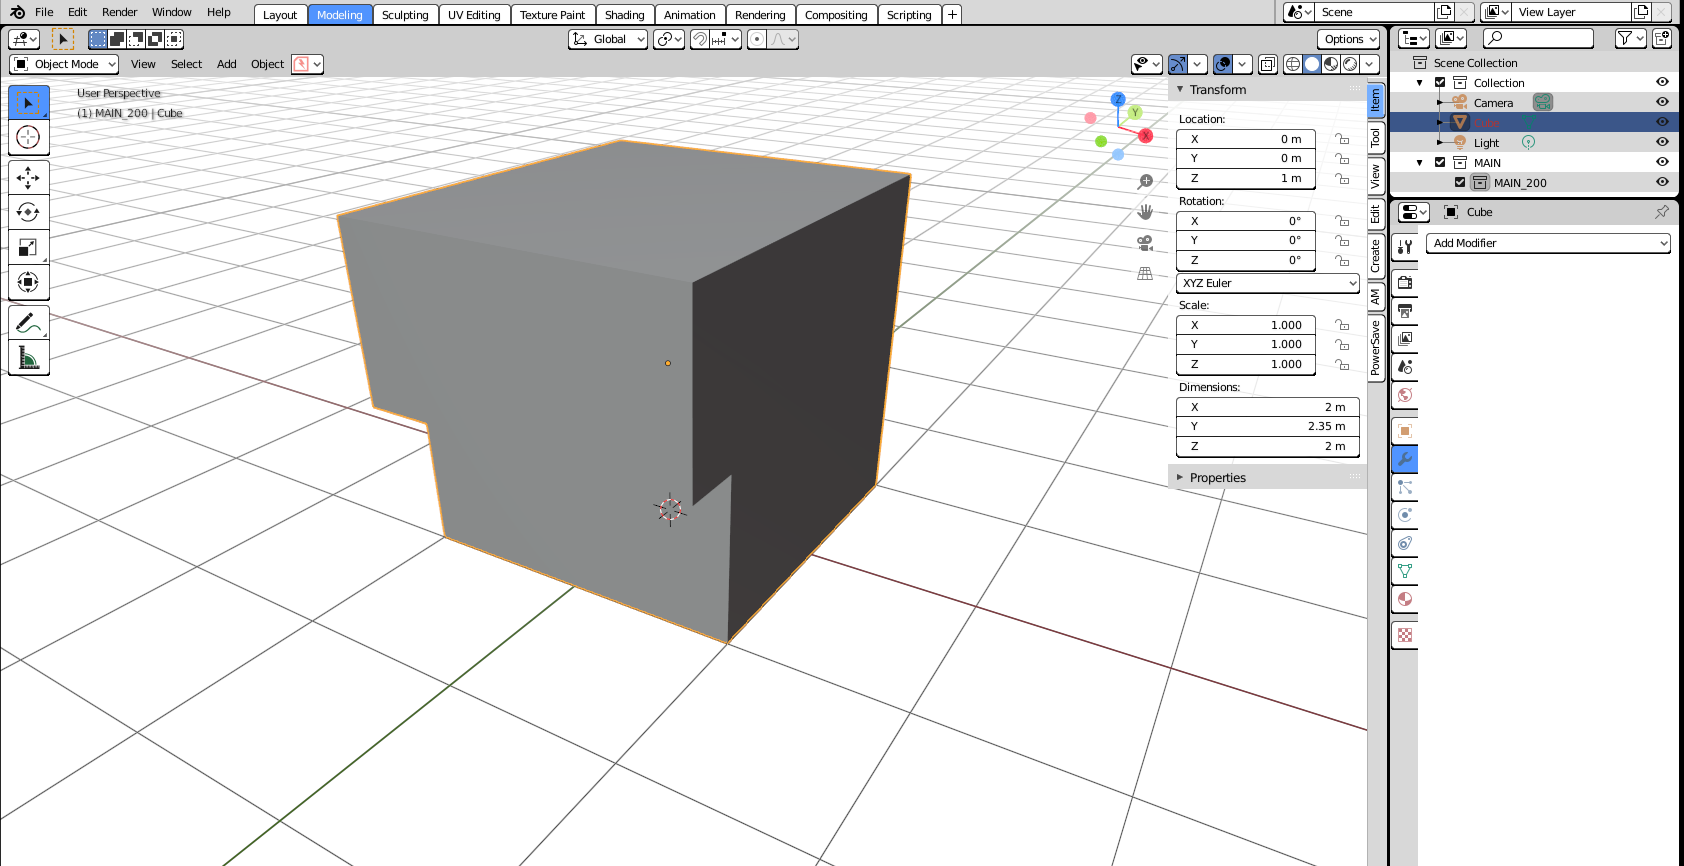 File Edit Render Window Help Layout Modeling Sculpting UV Editing Texture Paint Shading Animation Rendering Compositing Scripting + Scene View Layer
Global Options
Object Mode View Select Add Object
User Perspective
(1) MAIN_200 | Cube
Z
Y
X
Transform
Location:
X 0 m
Y 0 m
Z 1 m
Rotation:
X 0°
Y 0°
Z 0°
XYZ Euler
Scale:
X 1.000
Y 1.000
Z 1.000
Dimensions:
X 2 m
Y 2.35 m
Z 2 m
Properties
Item
Tool
View
Edit
Create
AM
PowerSave
Scene Collection
Collection
Camera
Cube
Light
MAIN
MAIN_200
Cube
Add Modifier